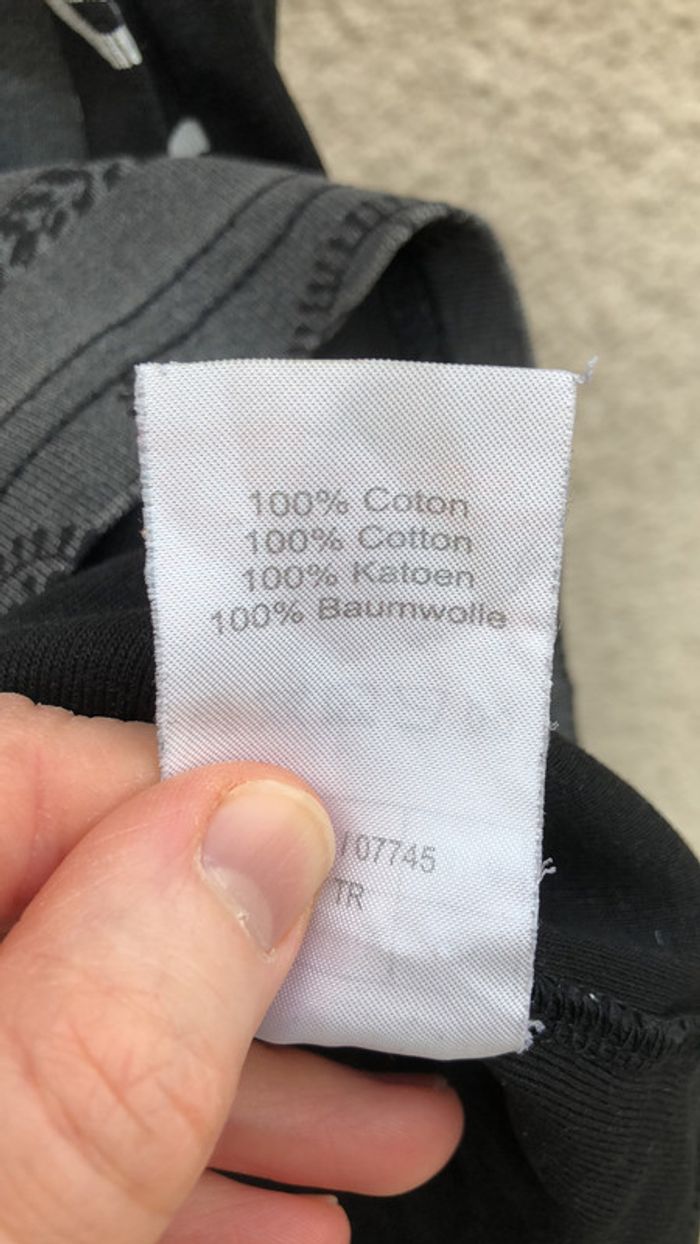 100% Coton
100% Cotton
100% Katoen
100% Baumwolle
/ 07745
TR